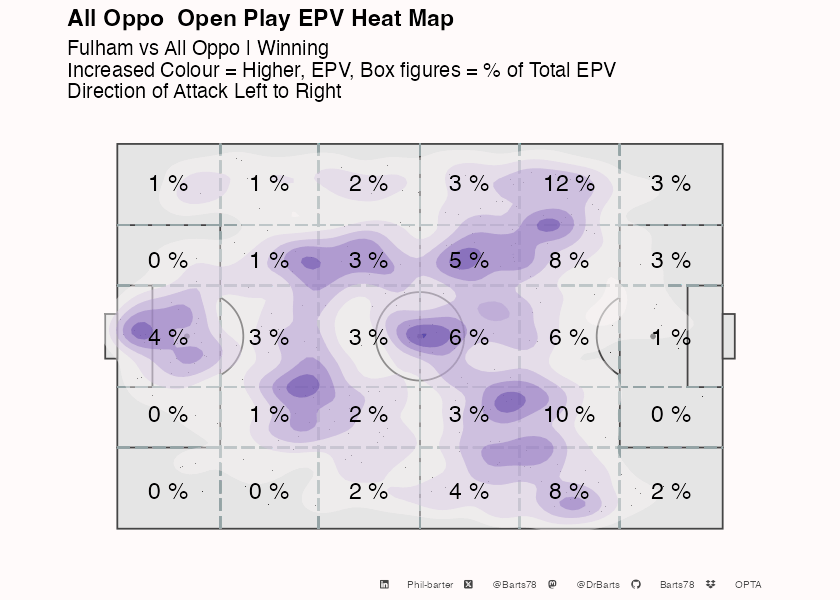 All Oppo  Open Play EPV Heat Map
Fulham vs All Oppo | Winning
Increased Colour = Higher, EPV, Box figures = % of Total EPV
Direction of Attack Left to Right
1 % 1 % 2 % 3 % 12 % 3 %
0 % 1 % 3 % 5 % 8 % 3 %
4 % 3 % 3 % 6 % 6 % 1 %
0 % 1 % 2 % 3 % 10 % 0 %
0 % 0 % 2 % 4 % 8 % 2 %
Phil-barter @Barts78 @DrBarts Barts78 OPTA